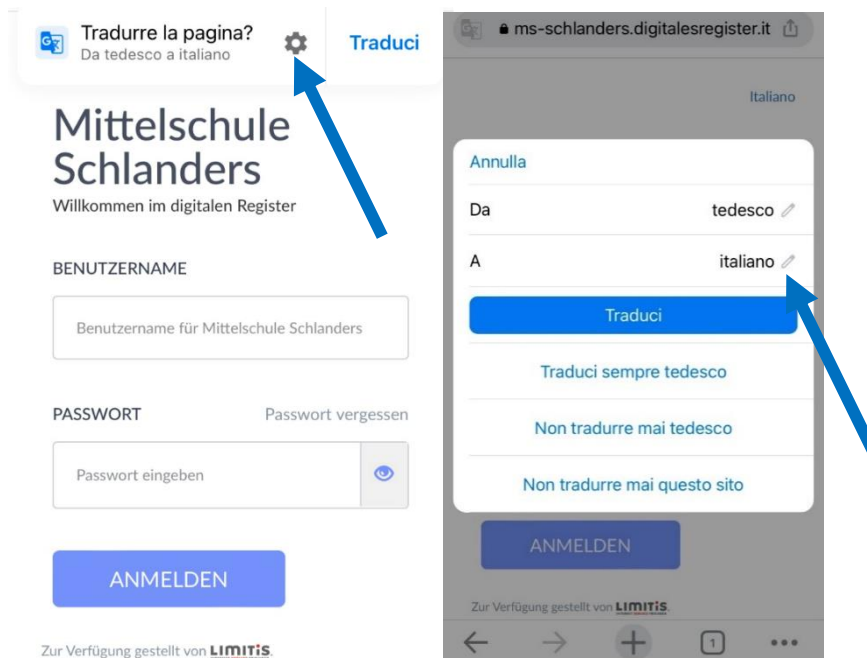 Tradurre la pagina?
Da tedesco a italiano
Traduci
Mittelschule
Schlanders
Willkommen im digitalen Register
BENUTZERNAME
Benutzername für Mittelschule Schlanders
PASSWORT Passwort vergessen
Passwort eingeben
ANMELDEN
Zur Verfügung gestellt von LIMITIS.
ms-schlanders.digitalesregister.it
Italiano
Annulla
Da tedesco
A italiano
Traduci
Traduci sempre tedesco
Non tradurre mai tedesco
Non tradurre mai questo sito
ANMELDEN
Zur Verfügung gestellt von LIMITIS.
1